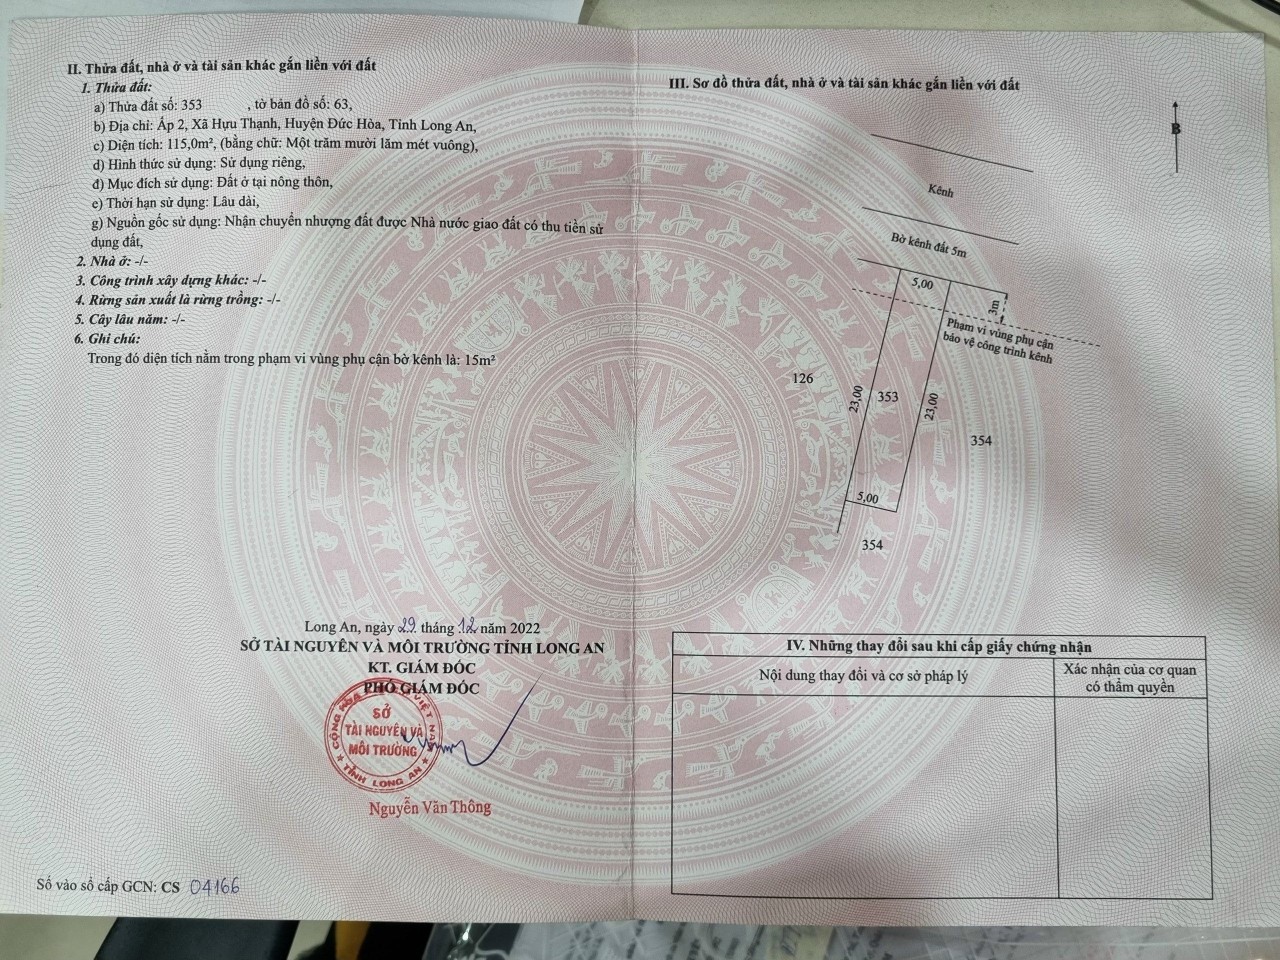 II. Thửa đất, nhà ở và tài sản khác gắn liền với đất
1. Thửa đất:
a) Thửa đất số: 353 , tờ bản đồ số: 63,
b) Địa chỉ: Ấp 2, Xã Hựu Thạnh, Huyện Đức Hòa, Tỉnh Long An,
c) Diện tích: 115,0m², (bằng chữ: Một trăm mười lăm mét vuông),
d) Hình thức sử dụng: Sử dụng riêng,
đ) Mục đích sử dụng: Đất ở tại nông thôn,
e) Thời hạn sử dụng: Lâu dài,
g) Nguồn gốc sử dụng: Nhận chuyển nhượng đất được Nhà nước giao đất có thu tiền sử
dụng đất,
2. Nhà ở: -/-
3. Công trình xây dựng khác: -/-
4. Rừng sản xuất là rừng trồng: -/-
5. Cây lâu năm: -/-
6. Ghi chú:
Trong đó diện tích nằm trong phạm vi vùng phụ cận bờ kênh là: 15m²
Long An, ngày 29 tháng 12 năm 2022
SỞ TÀI NGUYÊN VÀ MÔI TRƯỜNG TỈNH LONG AN
KT. GIÁM ĐỐC
PHÓ GIÁM ĐỐC
SỞ
TÀI NGUYÊN VÀ
MÔI TRƯỜNG
TỈNH LONG AN
Nguyễn Văn Thông
Số vào sổ cấp GCN: CS 04166
III. Sơ đồ thửa đất, nhà ở và tài sản khác gắn liền với đất
B
Kênh
Bờ kênh đất 5m
5,00
3m
Phạm vi vùng phụ cận
bảo vệ công trình kênh
126
23,00
353
23,00
354
5,00
354
IV. Những thay đổi sau khi cấp giấy chứng nhận
Nội dung thay đổi và cơ sở pháp lý
Xác nhận của cơ quan
có thẩm quyền